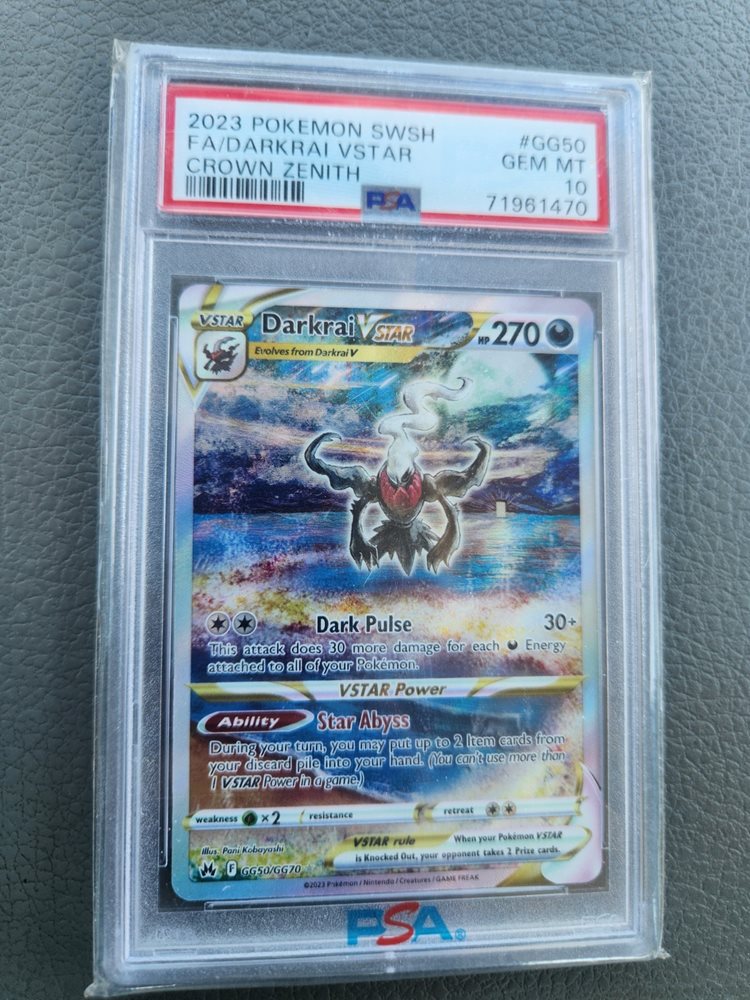 2023 POKEMON SWSH #GG50
FA/DARKRAI VSTAR GEM MT
CROWN ZENITH 10
PSA 71961470
VSTAR Darkrai VSTAR HP 270
Evolves from Darkrai V
Dark Pulse 30+
This attack does 30 more damage for each Energy
attached to all of your Pokémon.
VSTAR Power
Ability Star Abyss
During your turn, you may put up to 2 Item cards from
your discard pile into your hand. (You can't use more than
1 VSTAR Power in a game.)
weakness ×2 resistance retreat
Illus. Pani Kobayashi
VSTAR rule When your Pokémon VSTAR
is Knocked Out, your opponent takes 2 Prize cards.
F GG50/GG70
©2023 Pokémon / Nintendo / Creatures / GAME FREAK
PSA®